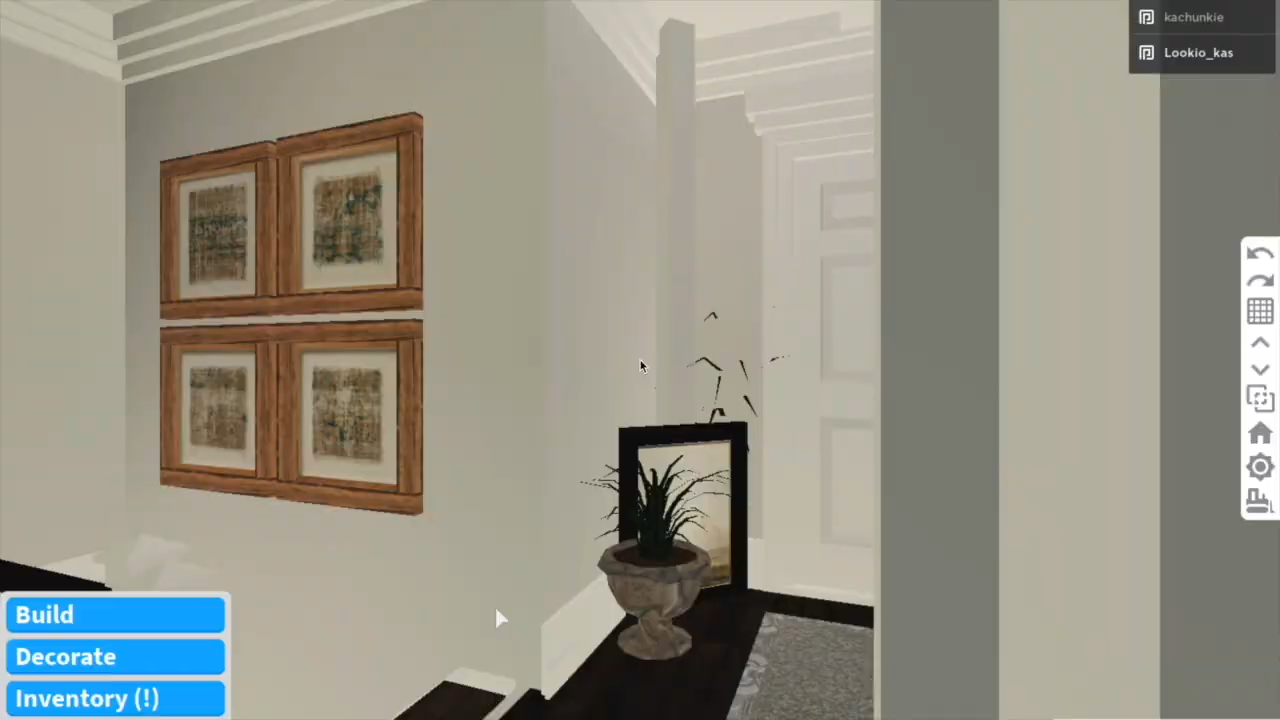 kachunkie
Lookio_kas
Build
Decorate
Inventory (!)